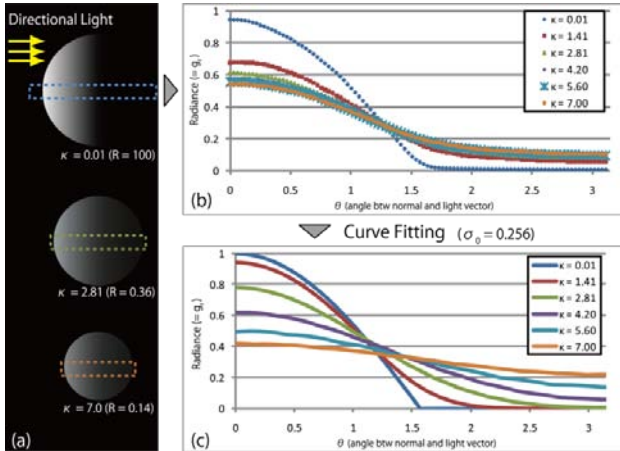 Directional Light
κ = 0.01 (R = 100)
κ = 2.81 (R = 0.36)
κ = 7.0 (R = 0.14)
(a)
Radiance (= gᵣ)
1
0.8
0.6
0.4
0.2
0
0 0.5 1 1.5 2 2.5 3
κ = 0.01
κ = 1.41
κ = 2.81
κ = 4.20
κ = 5.60
κ = 7.00
(b)
θ (angle btw normal and light vector)
Curve Fitting (σ₀ = 0.256)
Radiance (= gᵣ)
1
0.8
0.6
0.4
0.2
0
0 0.5 1 1.5 2 2.5 3
κ = 0.01
κ = 1.41
κ = 2.81
κ = 4.20
κ = 5.60
κ = 7.00
(c)
θ (angle btw normal and light vector)